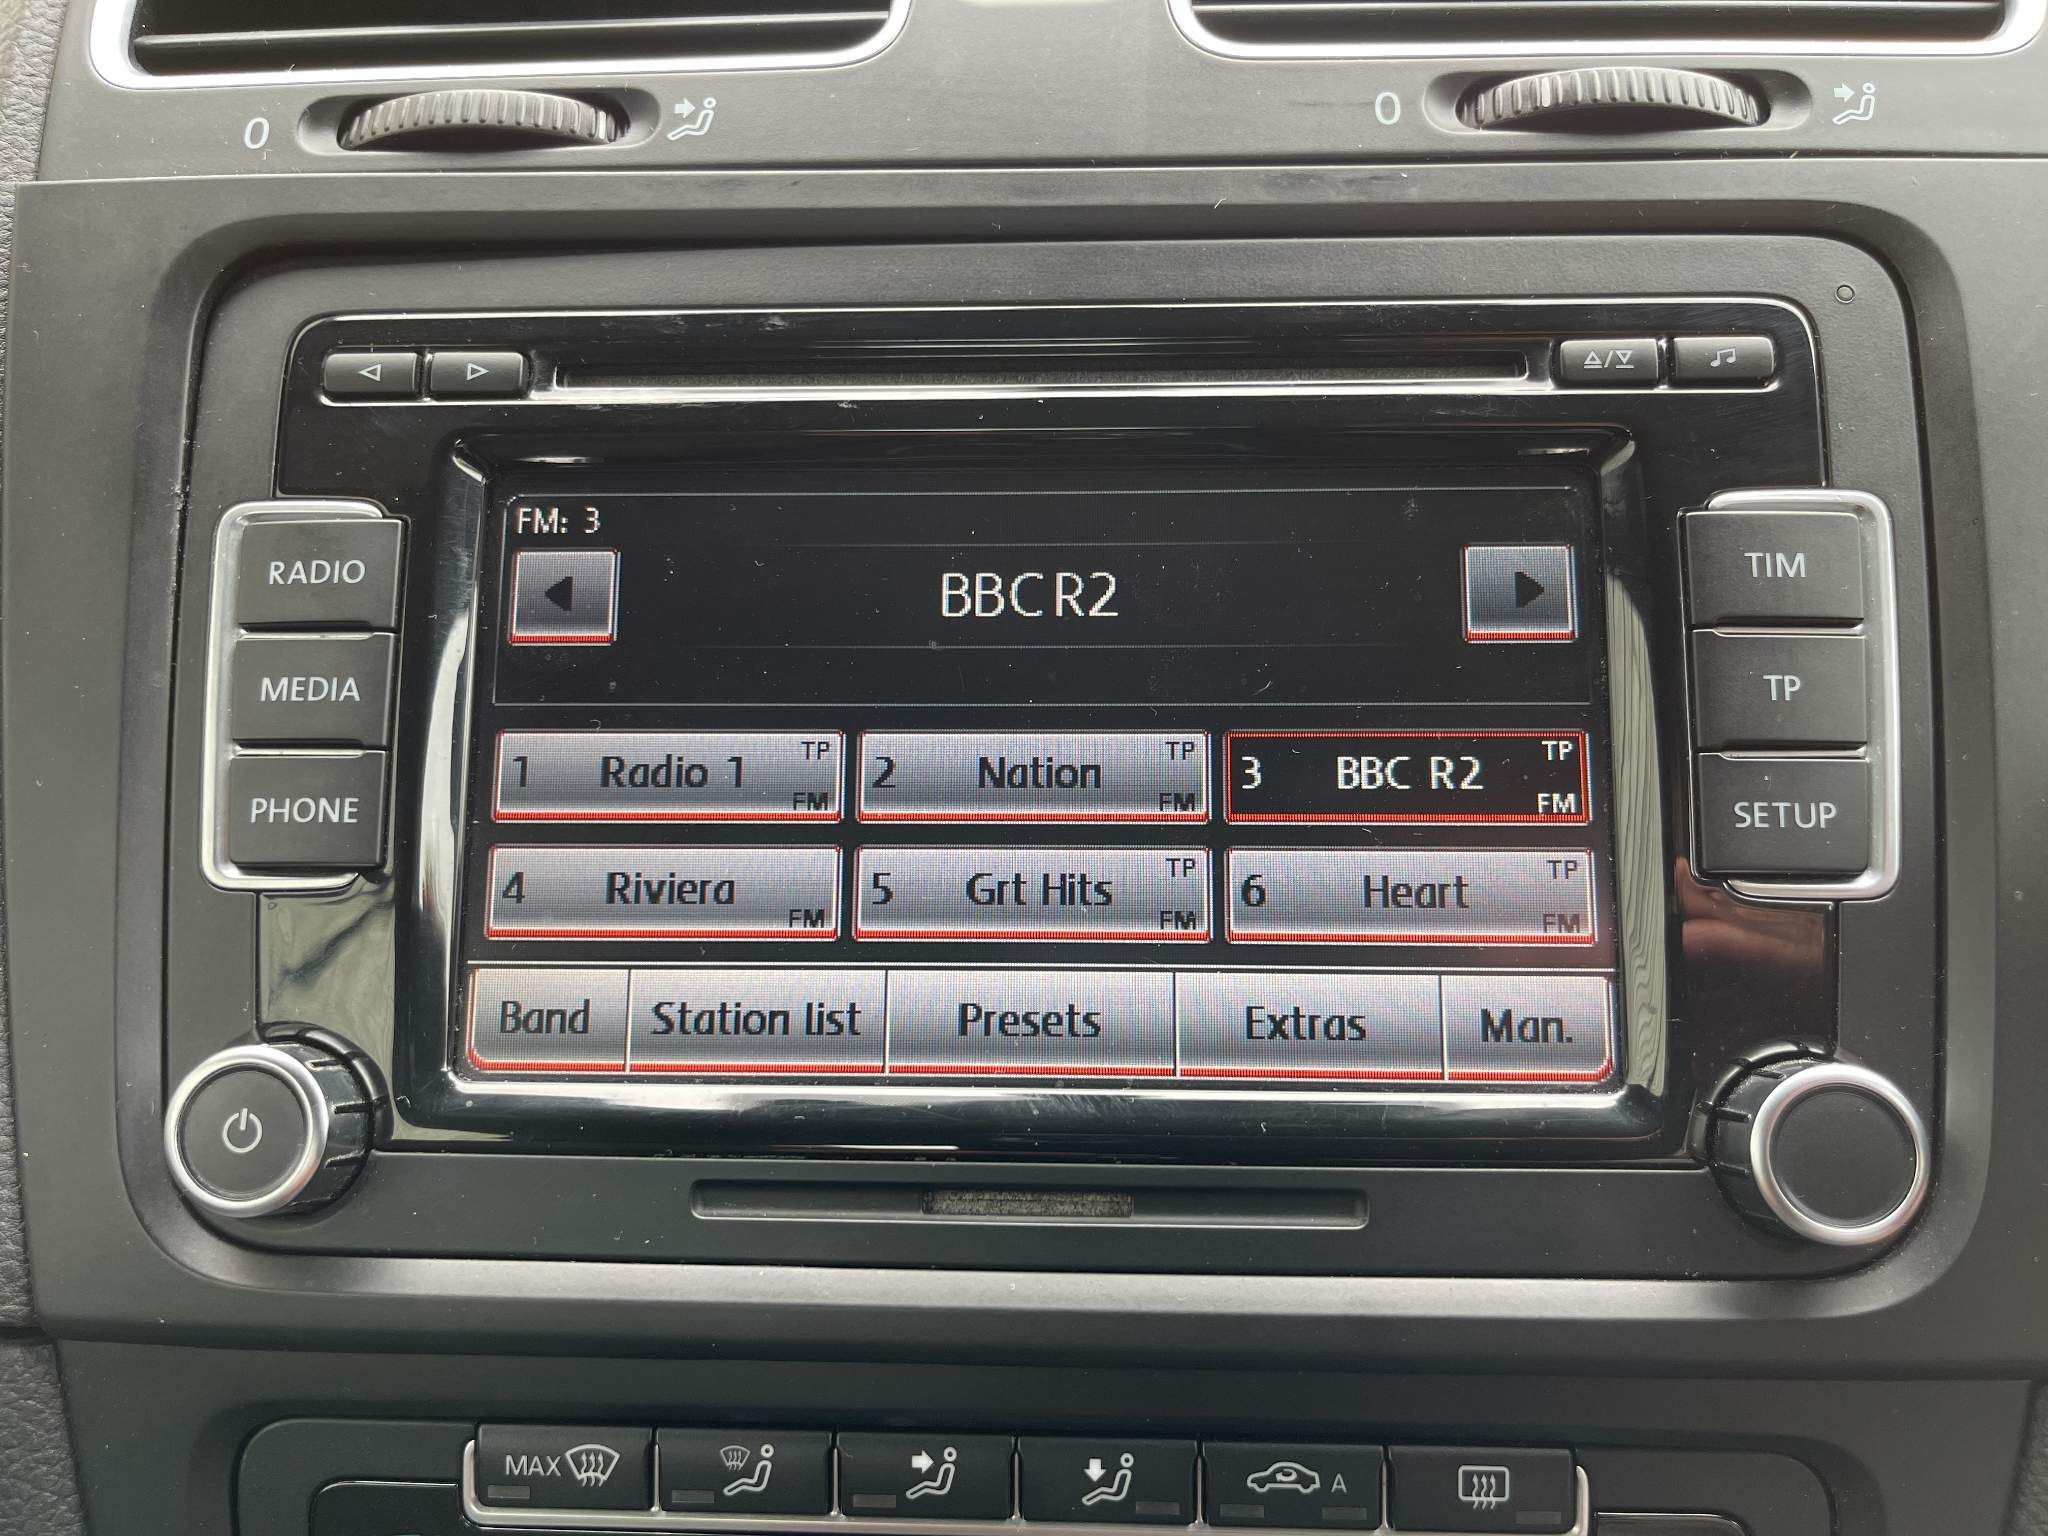 0
0
FM: 3
BBC R2
RADIO
MEDIA
PHONE
TIM
TP
SETUP
1 Radio 1 TP FM
2 Nation TP FM
3 BBC R2 TP FM
4 Riviera FM
5 Grt Hits TP FM
6 Heart TP FM
Band
Station list
Presets
Extras
Man.
MAX
A